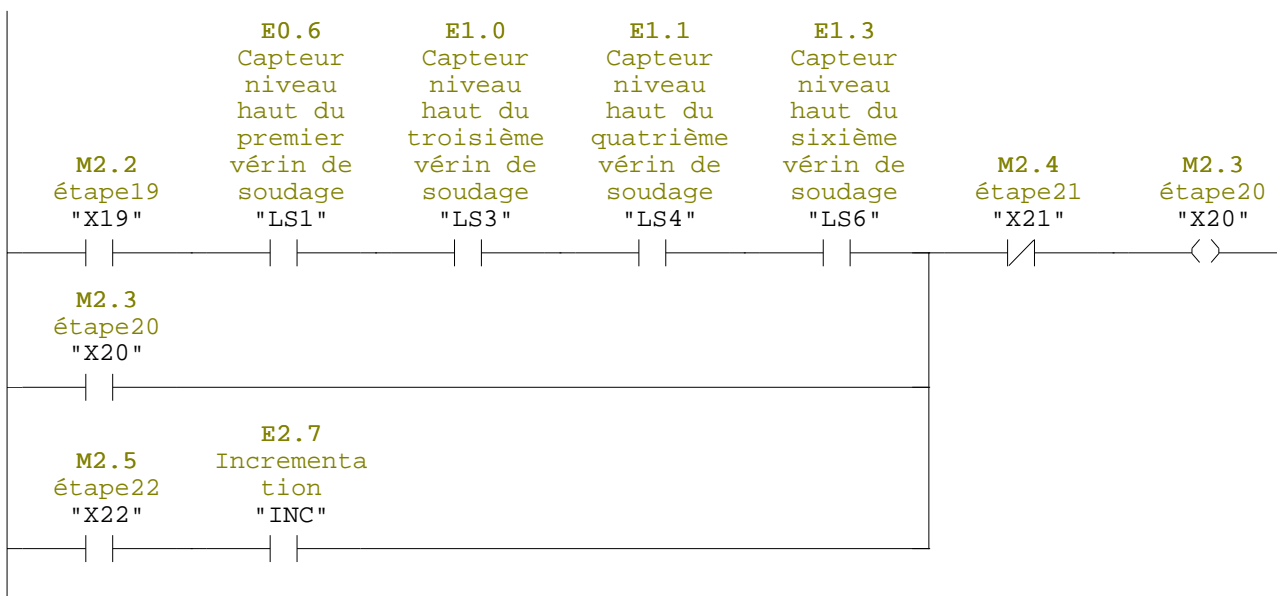 E0.6 E1.0 E1.1 E1.3
Capteur Capteur Capteur Capteur
niveau niveau niveau niveau
haut du haut du haut du haut du
premier troisième quatrième sixième
M2.2 vérin de vérin de vérin de vérin de M2.4 M2.3
étape19 soudage soudage soudage soudage étape21 étape20
"X19" "LS1" "LS3" "LS4" "LS6" "X21" "X20"
M2.3
étape20
"X20"
E2.7
M2.5 Incrementa
étape22 tion
"X22" "INC"